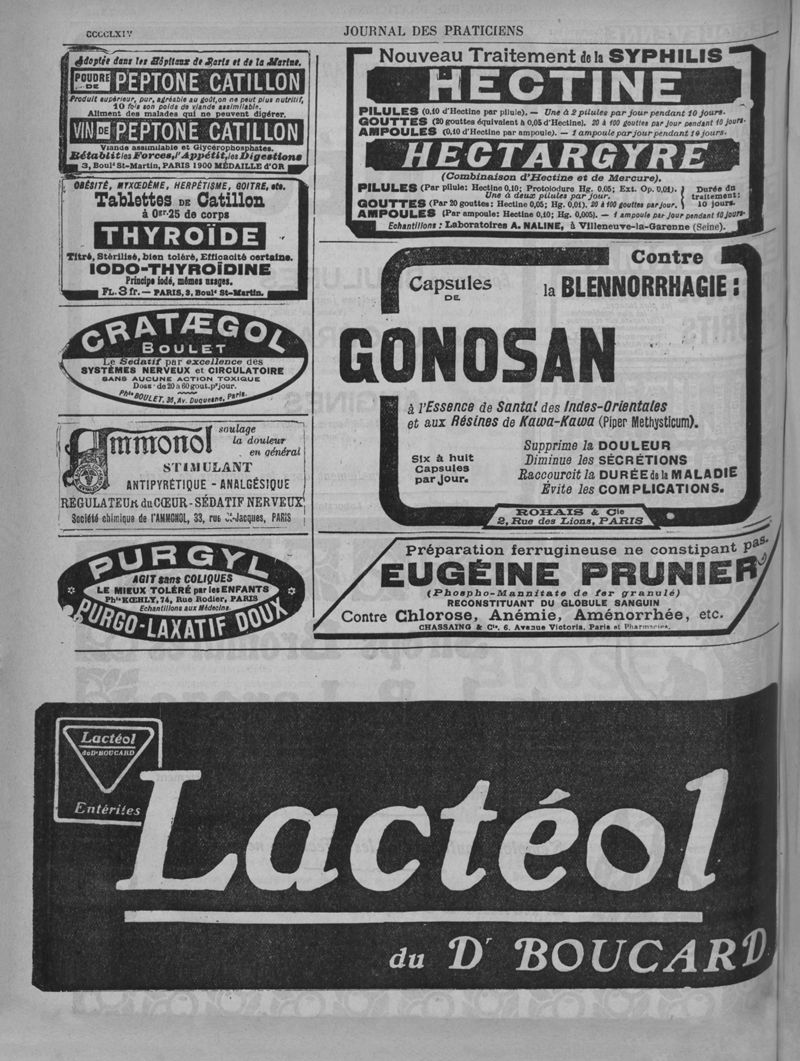 CCCCLXIV
JOURNAL DES PRATICIENS
Adoptée dans les Hôpitaux de Paris et de la Marine.
POUDRE DE PEPTONE CATILLON
Produit supérieur, pur, agréable au goût, on ne peut plus nutritif,
10 fois son poids de viande assimilable.
Aliment des malades qui ne peuvent digérer.
VIN DE PEPTONE CATILLON
Viande assimilable et Glycérophosphates.
Rétablit les Forces, l'Appétit, les Digestions
3, Boulᵈ St-Martin, PARIS 1900 MÉDAILLE D'OR
OBÉSITÉ, MYXŒDÈME, HERPÉTISME, GOITRE, etc.
Tablettes DE Catillon
à 0gr.25 de corps
THYROÏDE
Titré, Stérilisé, bien toléré, Efficacité certaine.
IODO-THYROÏDINE
Principe iodé, mêmes usages.
FL. 3 fr. — PARIS, 3, Boulᵈ St-Martin.
CRATÆGOL
BOULET
Le Sédatif par excellence des
SYSTÈMES NERVEUX et CIRCULATOIRE
SANS AUCUNE ACTION TOXIQUE
Dose : de 20 à 60 gout. pʳ jour.
Phⁱᵉ BOULET, 36, Av. Duquesne, Paris.
Ammonol
soulage
la douleur
en général
STIMULANT
ANTIPYRÉTIQUE - ANALGÉSIQUE
RÉGULATEUR du CŒUR - SÉDATIF NERVEUX
Société chimique de l'AMMONOL, 33, rue St-Jacques, PARIS
PURGYL
AGIT sans COLIQUES
LE MIEUX TOLÉRÉ par les ENFANTS
Phⁱᵉ KŒHLY, 74, Rue Rodier, PARIS
Echantillons aux Médecins.
PURGO-LAXATIF DOUX
Nouveau Traitement de la SYPHILIS
HECTINE
PILULES (0,10 d'Hectine par pilule). — Une à 2 pilules par jour pendant 10 jours.
GOUTTES (20 gouttes équivalent à 0,05 d'Hectine). 20 à 100 gouttes par jour pendant 10 jours.
AMPOULES (0,10 d'Hectine par ampoule). — 1 ampoule par jour pendant 10 jours.
HECTARGYRE
(Combinaison d'Hectine et de Mercure).
PILULES (Par pilule: Hectine 0,10; Protoiodure Hg. 0,05; Ext. Op. 0,01).
Une à deux pilules par jour.
GOUTTES (Par 20 gouttes: Hectine 0,05; Hg. 0,01). 20 à 100 gouttes par jour.
Durée du
traitement:
10 jours.
AMPOULES (Par ampoule: Hectine 0,10; Hg. 0,005). — 1 ampoule par jour pendant 10 jours.
Echantillons : Laboratoires A. NALINE, à Villeneuve-la-Garenne (Seine).
Contre
Capsules
DE
la BLENNORRHAGIE :
GONOSAN
à l'Essence de Santal des Indes-Orientales
et aux Résines de Kawa-Kawa (Piper Methysticum).
Six à huit
Capsules
par Jour.
Supprime la DOULEUR
Diminue les SÉCRÉTIONS
Raccourcit la DURÉE de la MALADIE
Évite les COMPLICATIONS.
ROHAIS & Cie
2, Rue des Lions, PARIS
Préparation ferrugineuse ne constipant pas.
EUGÉINE PRUNIER
(Phospho-Mannitate de fer granulé)
RECONSTITUANT DU GLOBULE SANGUIN
Contre Chlorose, Anémie, Aménorrhée, etc.
CHASSAING & Cⁱᵉ, 6, Avenue Victoria, Paris et Pharmacies.
Lactéol
du Dʳ BOUCARD
Entérites
Lactéol
du Dʳ BOUCARD